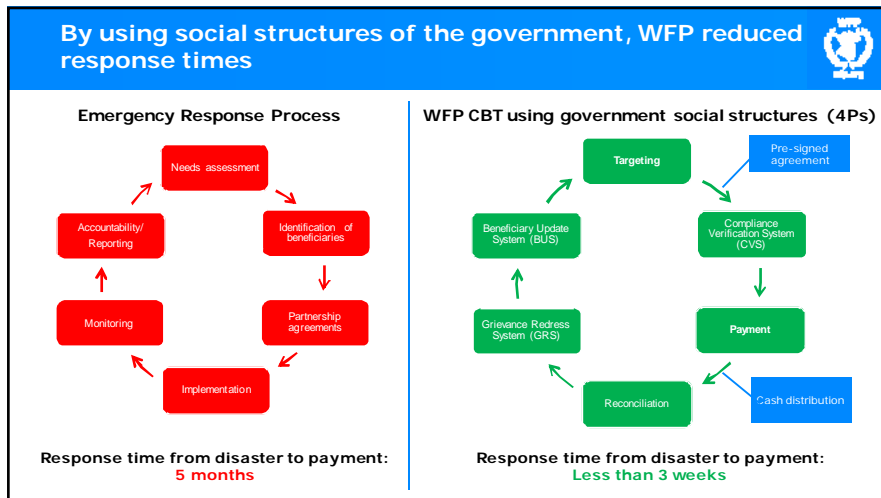 By using social structures of the government, WFP reduced
response times
WFP
Emergency Response Process
Needs assessment
Identification of
beneficiaries
Partnership
agreements
Implementation
Monitoring
Accountability/
Reporting
Response time from disaster to payment:
5 months
WFP CBT using government social structures (4Ps)
Targeting
Pre-signed
agreement
Compliance
Verification System
(CVS)
Payment
Cash distribution
Reconciliation
Grievance Redress
System (GRS)
Beneficiary Update
System (BUS)
Response time from disaster to payment:
Less than 3 weeks